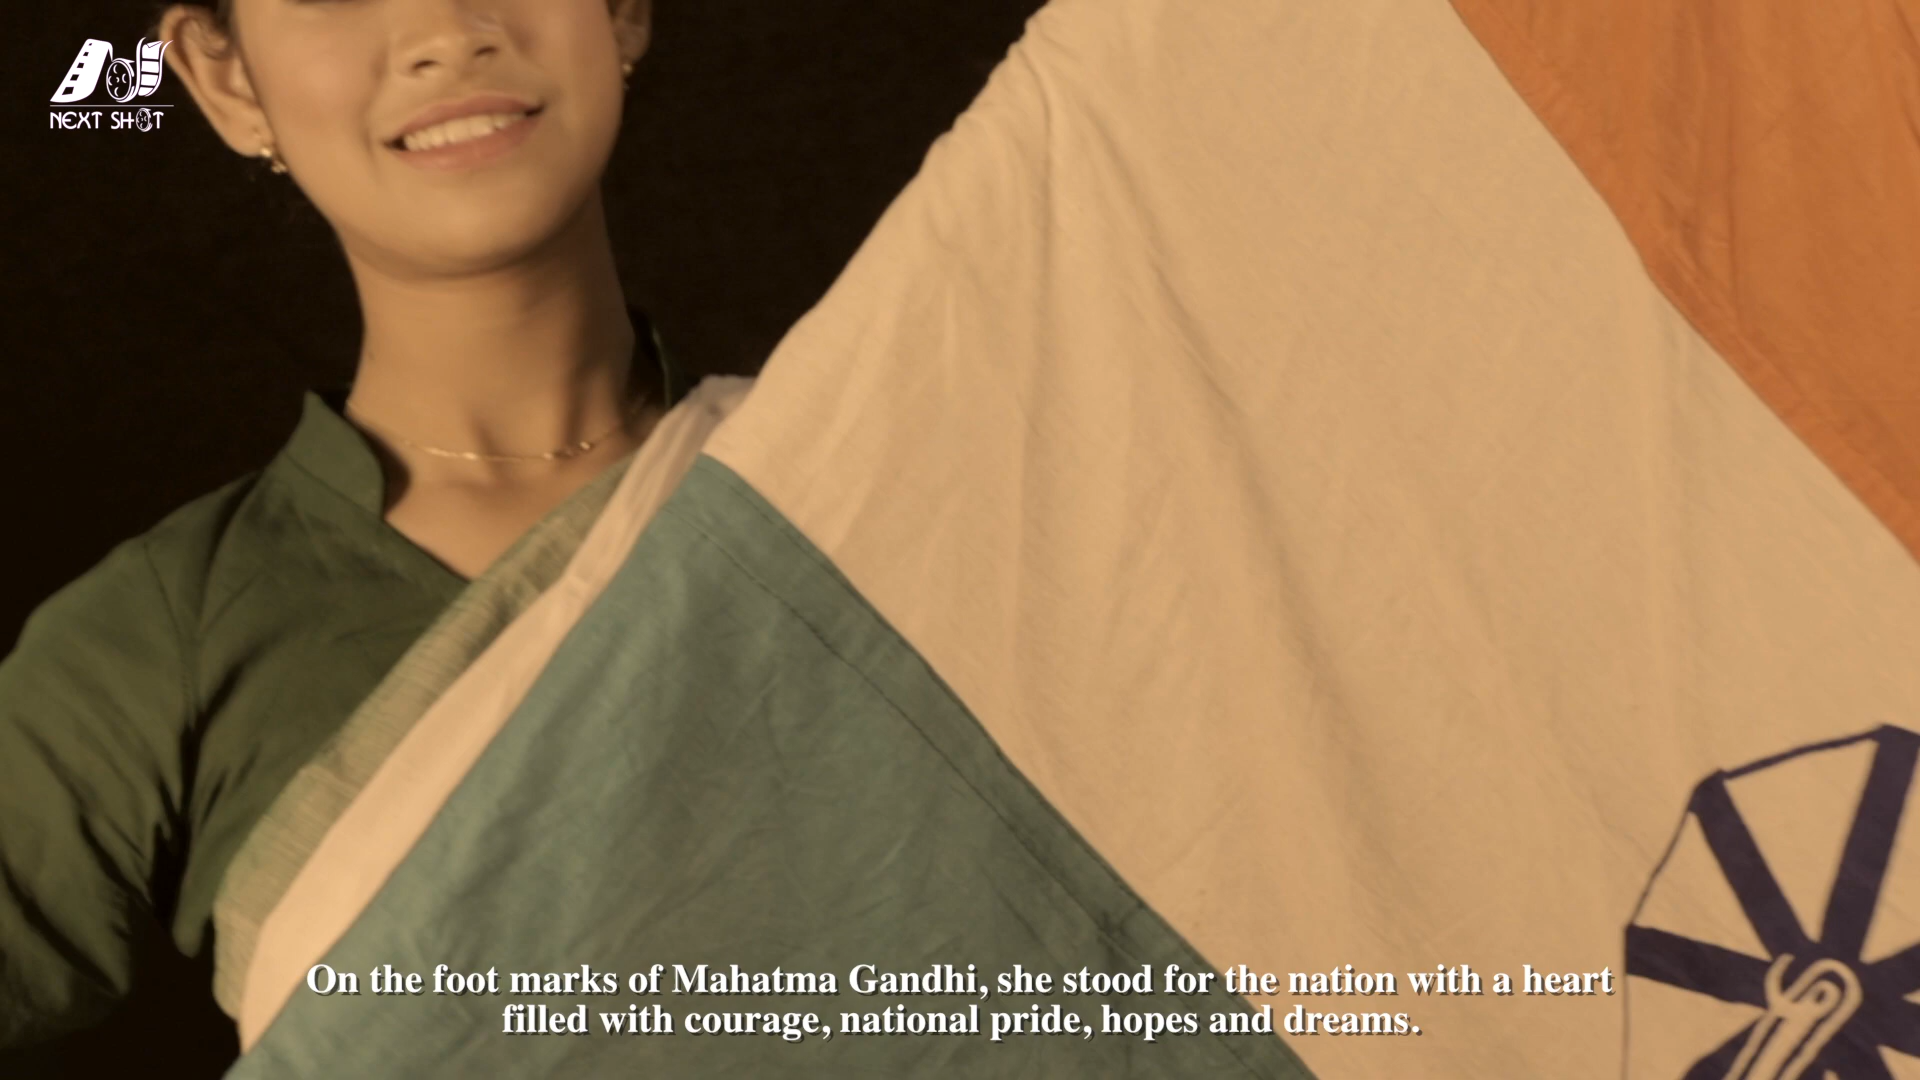 NEXT SHOT
On the foot marks of Mahatma Gandhi, she stood for the nation with a heart
filled with courage, national pride, hopes and dreams.